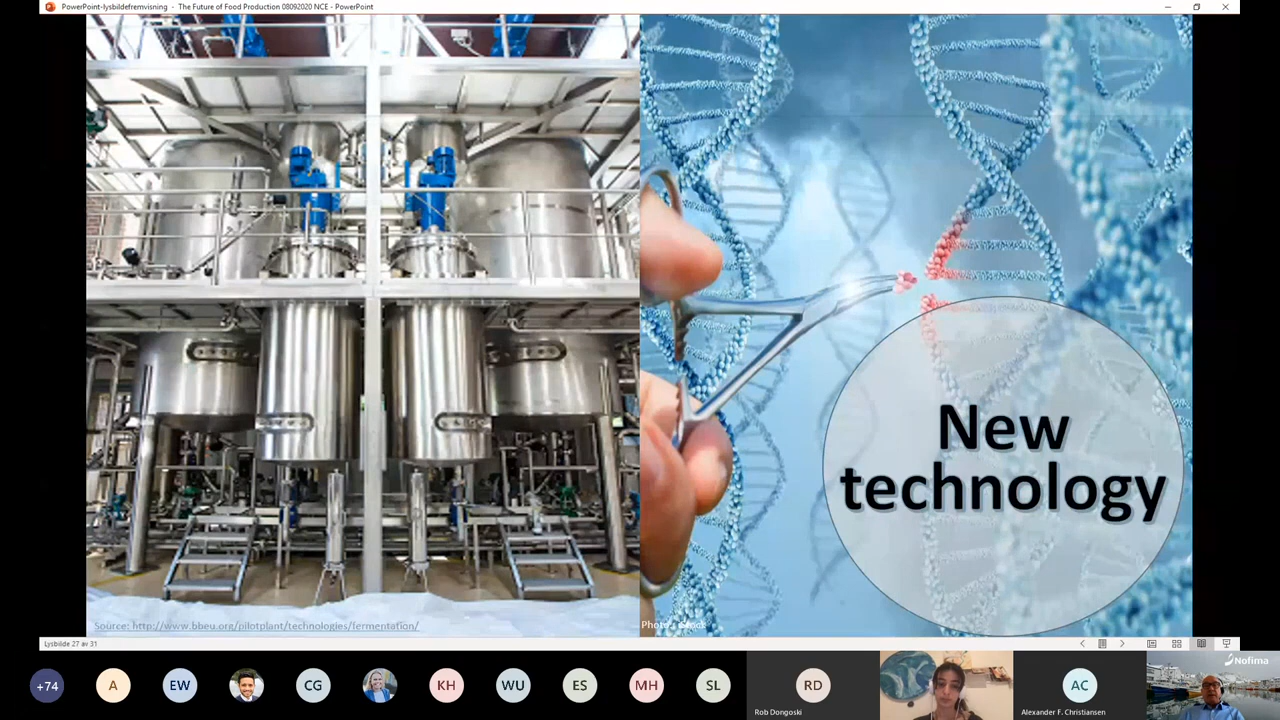 PowerPoint-lysbildefremvisning - The Future of Food Production 08092020 NCE - PowerPoint
New
technology
Source: http://www.bbeu.org/pilotplant/technologies/fermentation/
Lysbilde 27 av 31
+74
A
EW
CG
KH
WU
ES
MH
SL
RD
Rob Dongoski
AC
Alexander F. Christiansen
Nofima